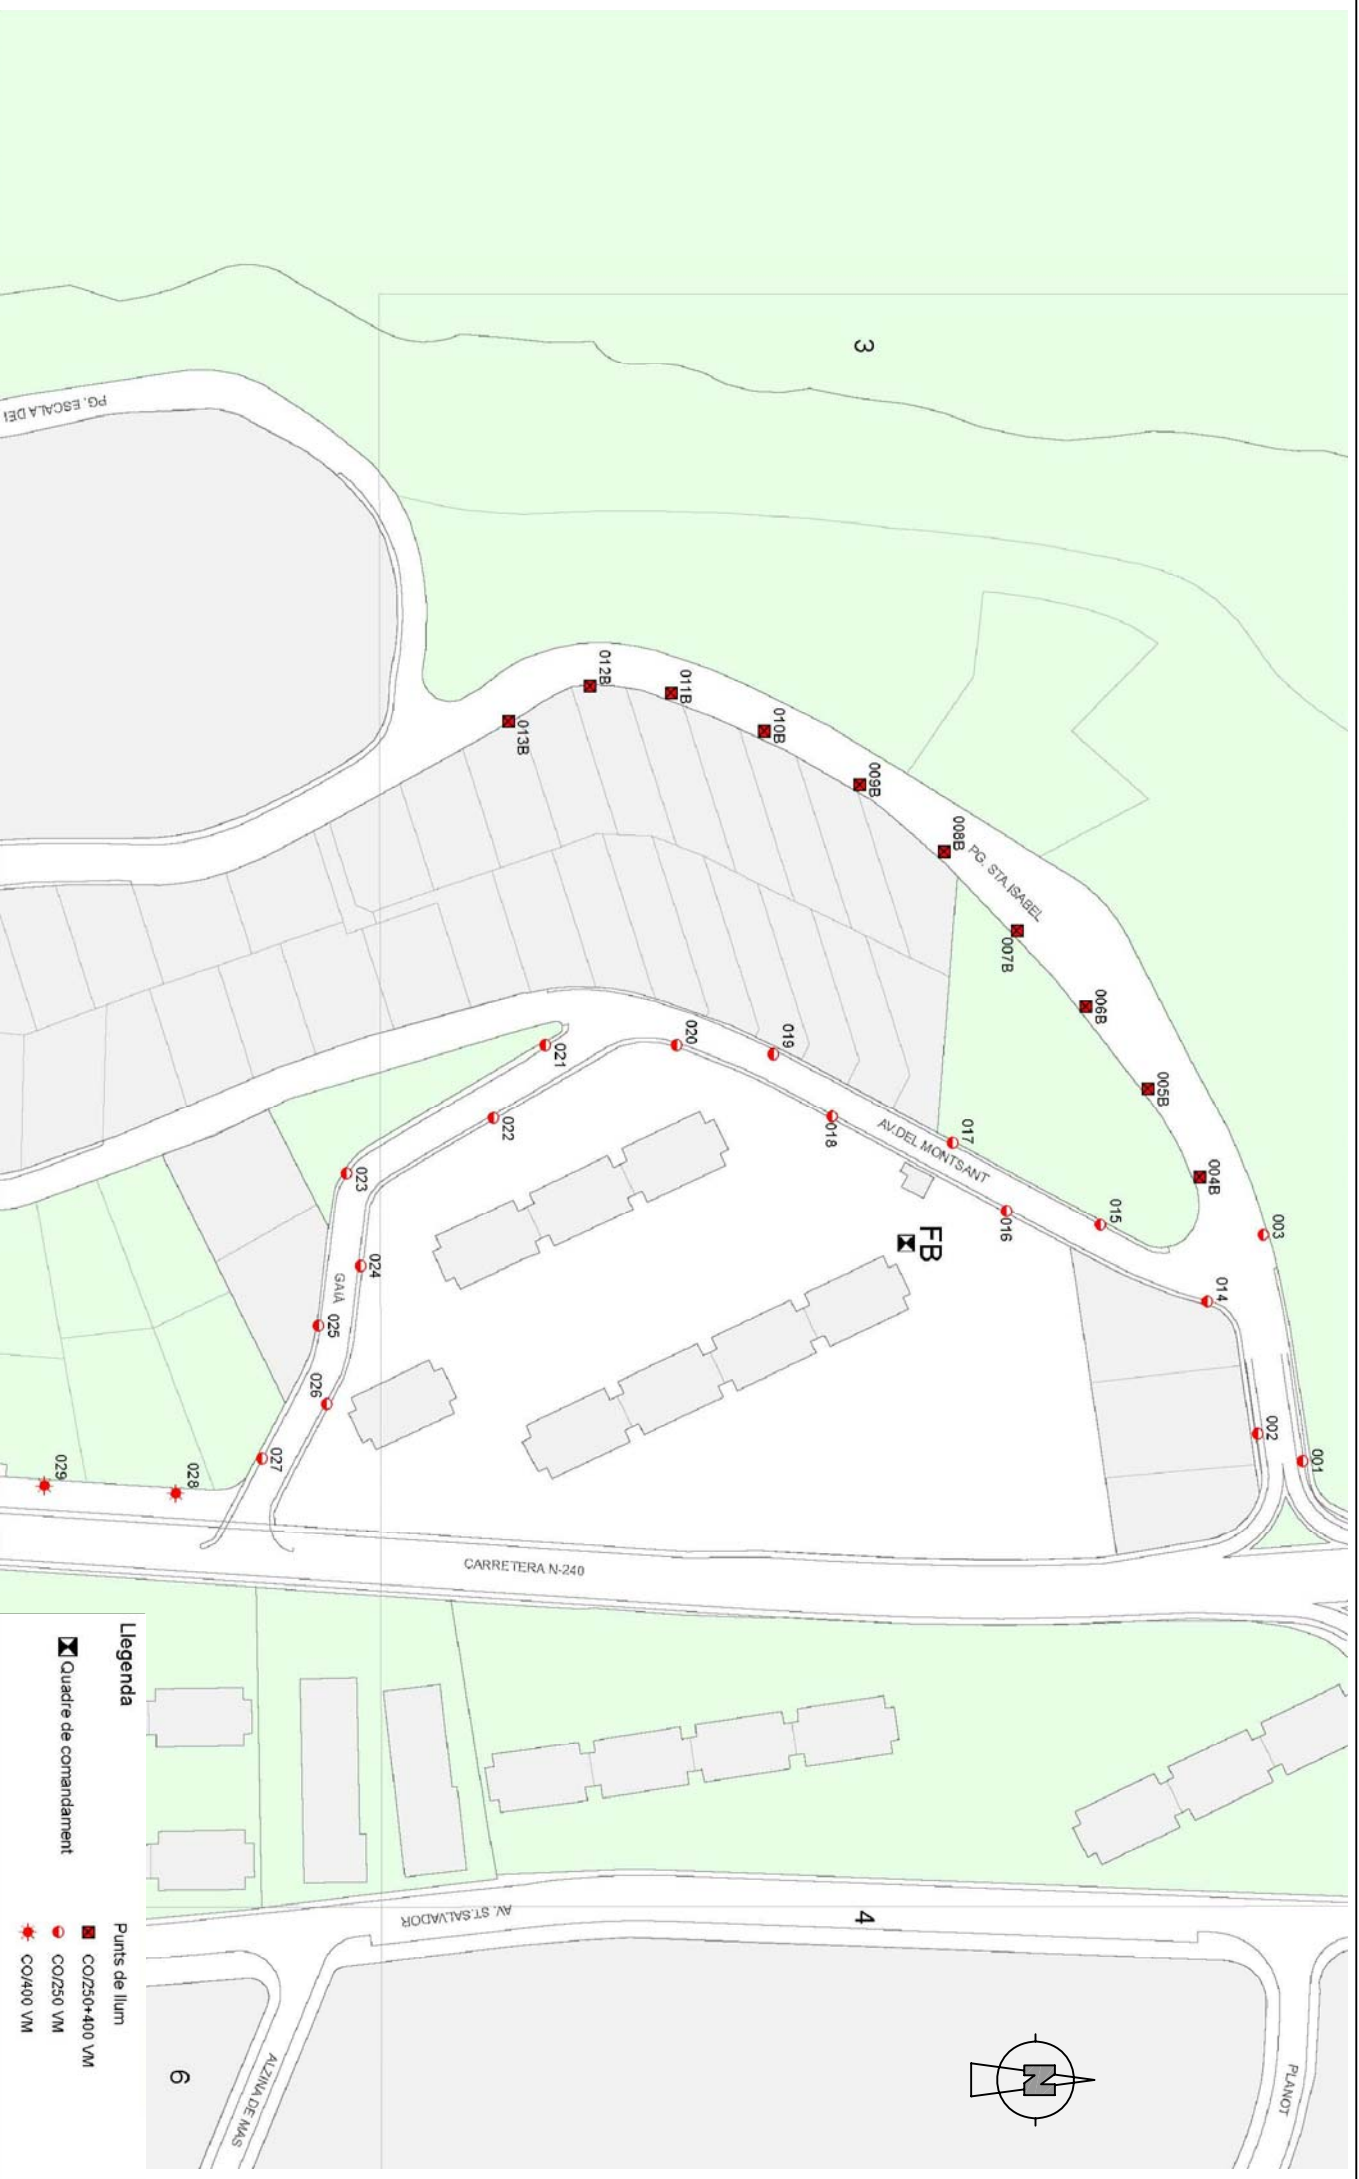 3
PG. ESCALA DEI
012B
011B
010B
013B
009B
008B
PG. STA.ISABEL
007B
006B
005B
004B
003
021
020
019
022
018
AV.DEL MONTSANT
017
023
016
015
FB
024
GAIÀ
014
025
026
027
002
001
029
028
CARRETERA N-240
AV. ST.SALVADOR
4
ALZINA DE MAS
6
PLANOT
N
Llegenda
Quadre de comandament
Punts de llum
CO/250+400 VM
CO/250 VM
CO/400 VM